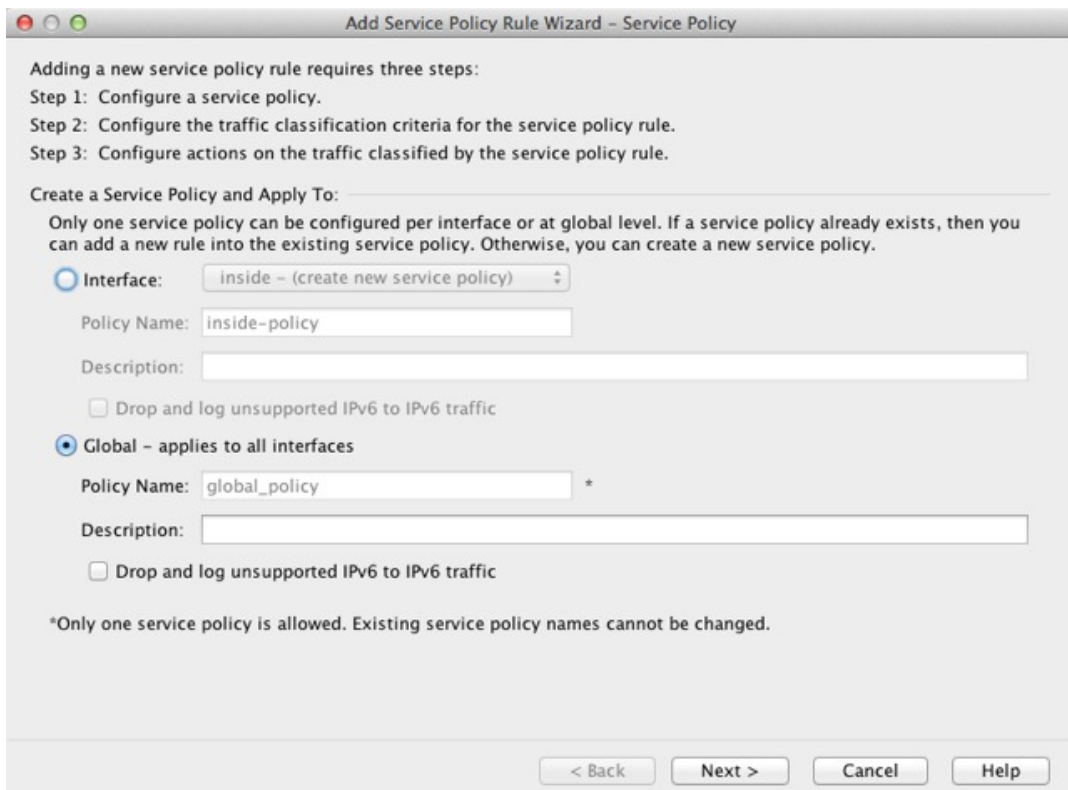 Add Service Policy Rule Wizard – Service Policy
Adding a new service policy rule requires three steps:
Step 1: Configure a service policy.
Step 2: Configure the traffic classification criteria for the service policy rule.
Step 3: Configure actions on the traffic classified by the service policy rule.
Create a Service Policy and Apply To:
Only one service policy can be configured per interface or at global level. If a service policy already exists, then you
can add a new rule into the existing service policy. Otherwise, you can create a new service policy.
Interface: inside – (create new service policy)
Policy Name: inside-policy
Description:
Drop and log unsupported IPv6 to IPv6 traffic
Global – applies to all interfaces
Policy Name: global_policy *
Description:
Drop and log unsupported IPv6 to IPv6 traffic
*Only one service policy is allowed. Existing service policy names cannot be changed.
< Back Next > Cancel Help